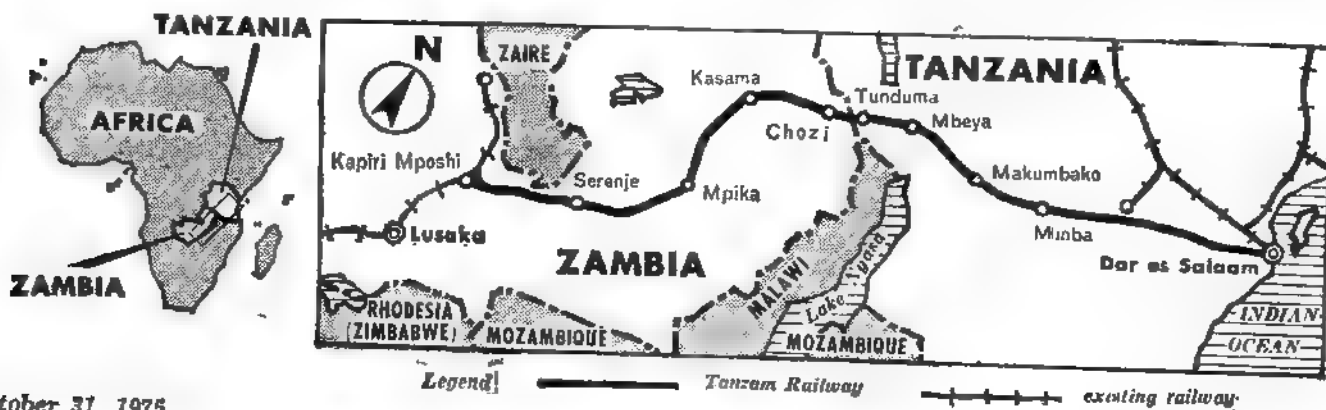 TANZANIA
AFRICA
ZAMBIA
N
ZAIRE
Kasama
TANZANIA
Chozi
Tunduma
Mbeya
Kapiri Mposhi
Serenje
Mpika
Makumbako
Mimba
Lusaka
ZAMBIA
Dar es Salaam
MALAWI
Lake Nyasa
RHODESIA
(ZIMBABWE)
MOZAMBIQUE
MOZAMBIQUE
INDIAN
OCEAN
Legend
Tanzam Railway
existing railway
tober 31, 1975